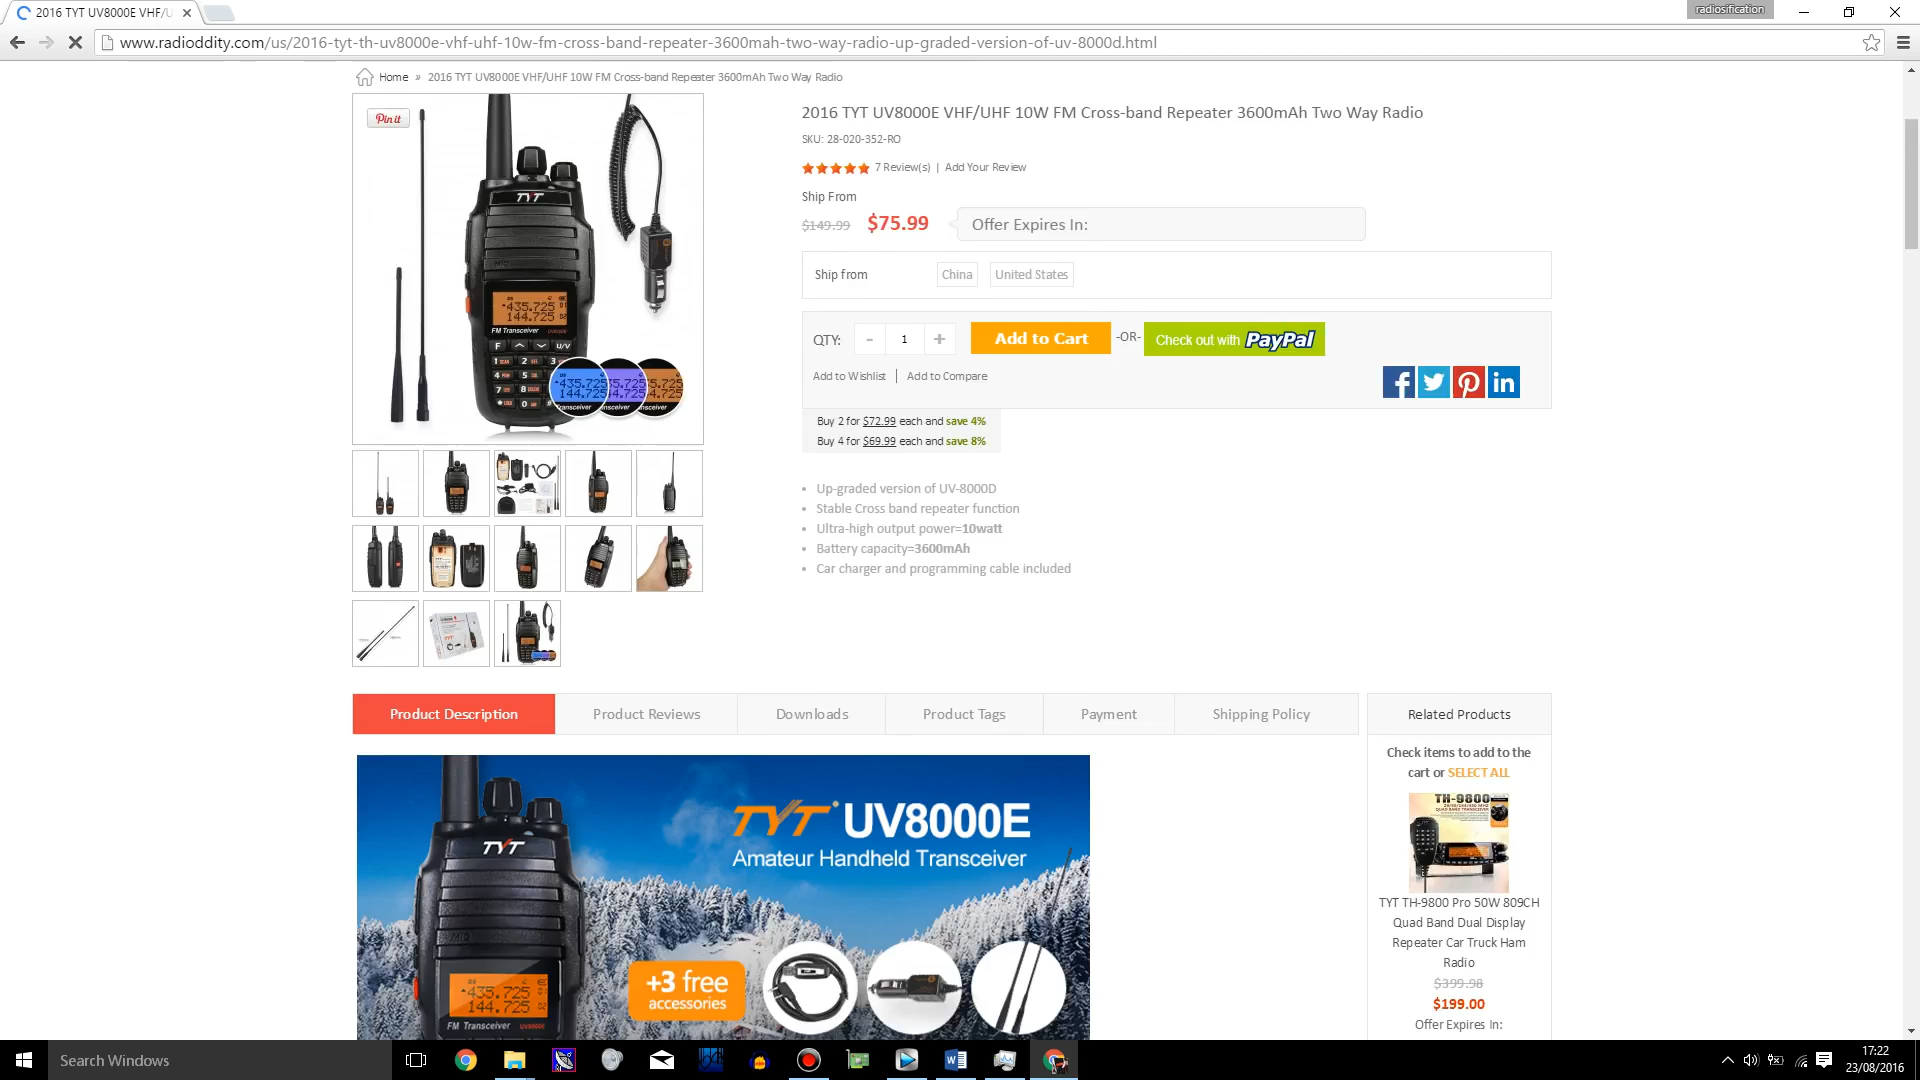 2016 TYT UV8000E VHF/U
radiosification
www.radioddity.com/us/2016-tyt-th-uv8000e-vhf-uhf-10w-fm-cross-band-repeater-3600mah-two-way-radio-up-graded-version-of-uv-8000d.html
Home » 2016 TYT UV8000E VHF/UHF 10W FM Cross-band Repeater 3600mAh Two Way Radio
Pin it
TYT
435.725
144.725
FM Transceiver
2016 TYT UV8000E VHF/UHF 10W FM Cross-band Repeater 3600mAh Two Way Radio
SKU: 28-020-352-RO
7 Review(s) | Add Your Review
Ship From
$149.99 $75.99 Offer Expires In:
Ship from China United States
QTY: - 1 + Add to Cart -OR- Check out with PayPal
Add to Wishlist | Add to Compare
Buy 2 for $72.99 each and save 4%
Buy 4 for $69.99 each and save 8%
• Up-graded version of UV-8000D
• Stable Cross band repeater function
• Ultra-high output power=10watt
• Battery capacity=3600mAh
• Car charger and programming cable included
Product Description Product Reviews Downloads Product Tags Payment Shipping Policy
Related Products
Check items to add to the
cart or SELECT ALL
TH-9800
TYT TH-9800 Pro 50W 809CH
Quad Band Dual Display
Repeater Car Truck Ham
Radio
$399.98
$199.00
Offer Expires In:
TYT UV8000E
Amateur Handheld Transceiver
+3 free
accessories
TYT
435.725
144.725
FM Transceiver UV8000E
Search Windows
17:22
23/08/2016